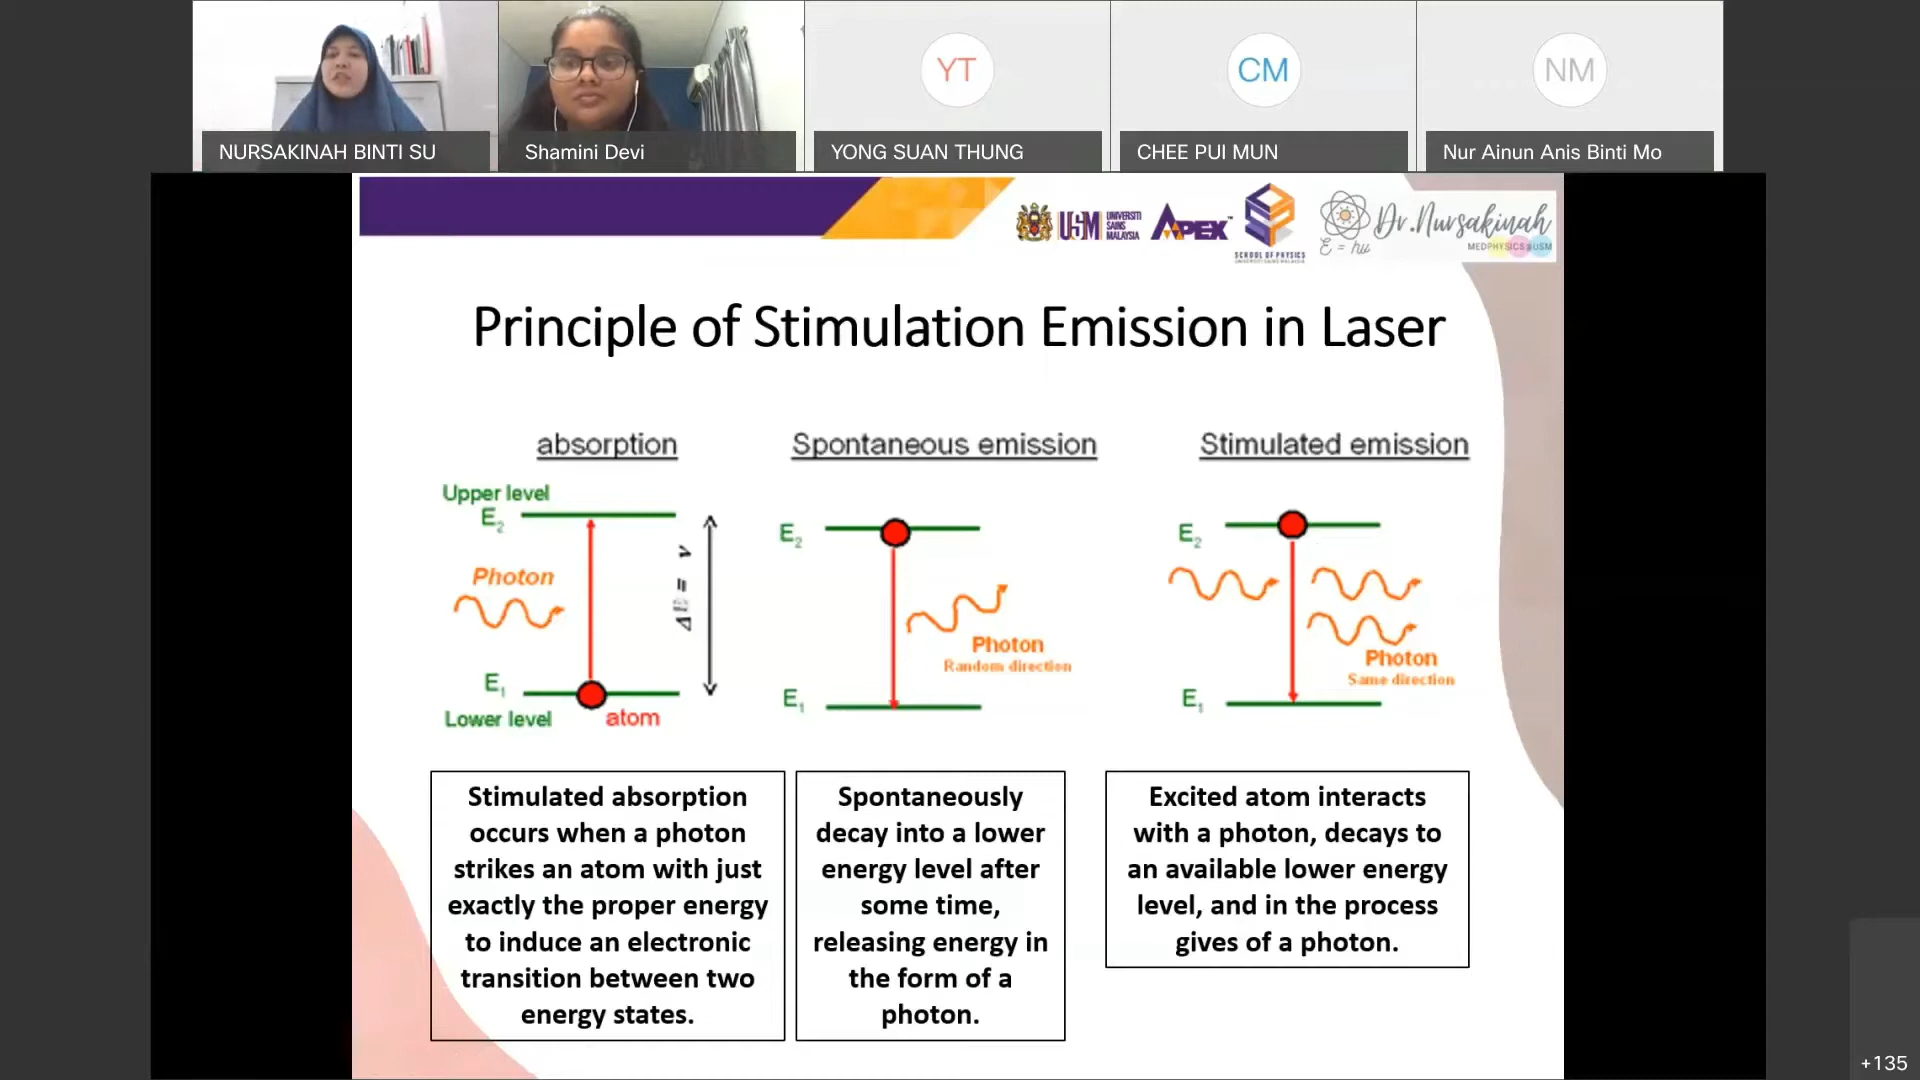 YT
CM
NM
NURSAKINAH BINTI SU
Shamini Devi
YONG SUAN THUNG
CHEE PUI MUN
Nur Ainun Anis Binti Mo
USM
UNIVERSITI
SAINS
MALAYSIA
APEX™
SCHOOL OF PHYSICS
UNIVERSITI SAINS MALAYSIA
E = hυ
Dr.Nursakinah
MEDPHYSICS@USM
Principle of Stimulation Emission in Laser
absorption
Upper level
E2
Photon
ΔE = ν
E1
Lower level
atom
Spontaneous emission
E2
Photon
Random direction
E1
Stimulated emission
E2
Photon
Same direction
E1
Stimulated absorption
occurs when a photon
strikes an atom with just
exactly the proper energy
to induce an electronic
transition between two
energy states.
Spontaneously
decay into a lower
energy level after
some time,
releasing energy in
the form of a
photon.
Excited atom interacts
with a photon, decays to
an available lower energy
level, and in the process
gives of a photon.
+135